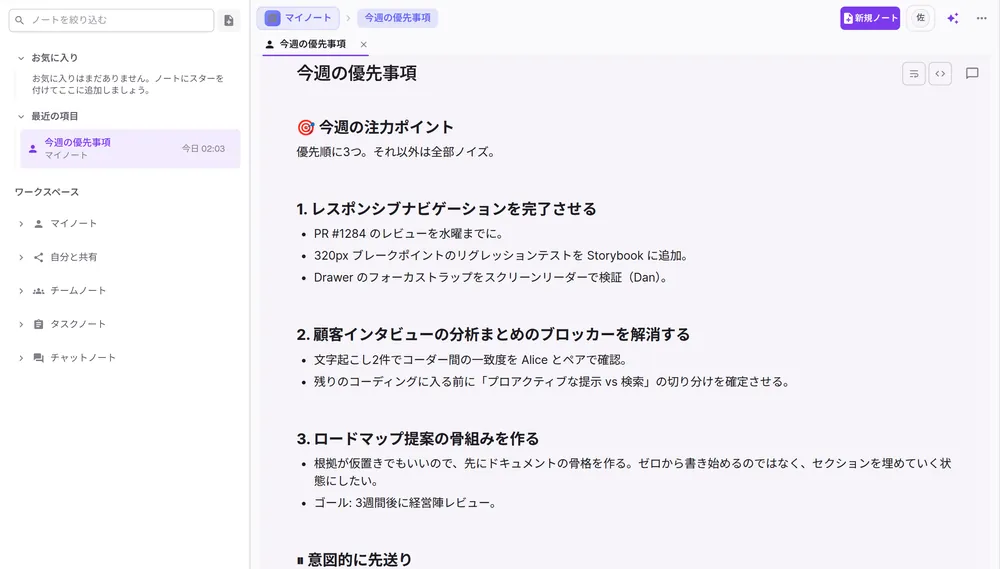 ノートを絞り込む
お気に入り
お気に入りはまだありません。ノートにスターを
付けてここに追加しましょう。
最近の項目
今週の優先事項
マイノート
今日 02:03
ワークスペース
マイノート
自分と共有
チームノート
タスクノート
チャットノート
マイノート
今週の優先事項
新規ノート
佐
今週の優先事項
今週の優先事項
🎯 今週の注力ポイント
優先順に3つ。それ以外は全部ノイズ。
1. レスポンシブナビゲーションを完了させる
• PR #1284 のレビューを水曜までに。
• 320px ブレークポイントのリグレッションテストを Storybook に追加。
• Drawer のフォーカストラップをスクリーンリーダーで検証（Dan）。
2. 顧客インタビューの分析まとめのブロッカーを解消する
• 文字起こし2件でコーダー間の一致度を Alice とペアで確認。
• 残りのコーディングに入る前に「プロアクティブな提示 vs 検索」の切り分けを確定させる。
3. ロードマップ提案の骨組みを作る
• 根拠が仮置きでもいいので、先にドキュメントの骨格を作る。ゼロから書き始めるのではなく、セクションを埋めていく状
態にしたい。
• ゴール: 3週間後に経営陣レビュー。
⏸ 意図的に先送り